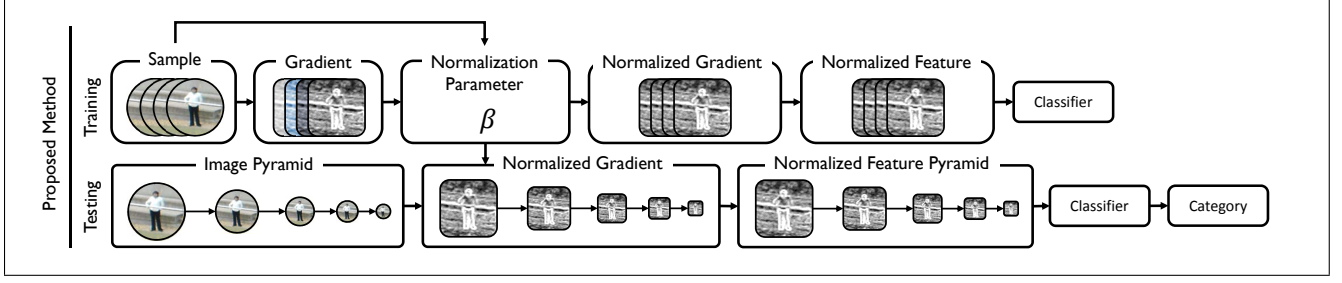 Proposed Method
Training
Sample
Gradient
Normalization
Parameter
β
Normalized Gradient
Normalized Feature
Classifier
Testing
Image Pyramid
Normalized Gradient
Normalized Feature Pyramid
Classifier
Category